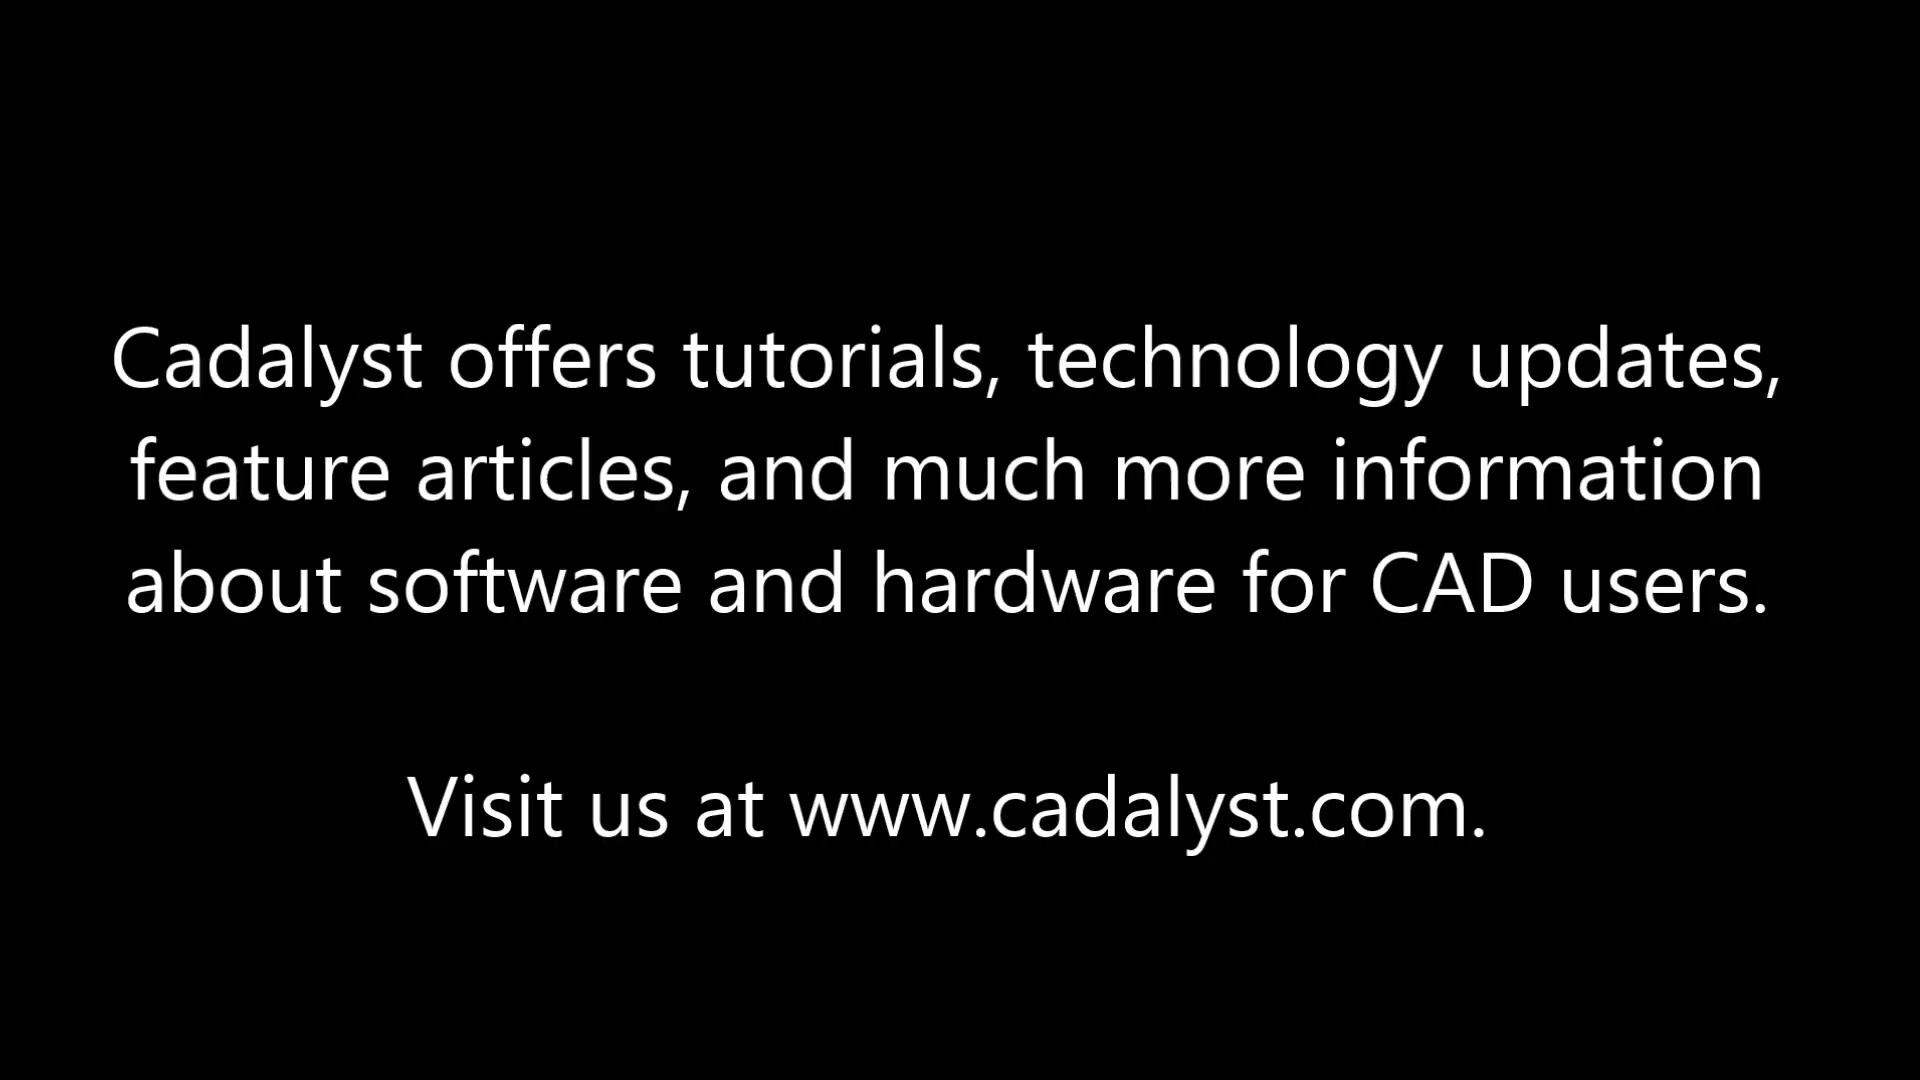 Cadalyst offers tutorials, technology updates,
feature articles, and much more information
about software and hardware for CAD users.
Visit us at www.cadalyst.com.